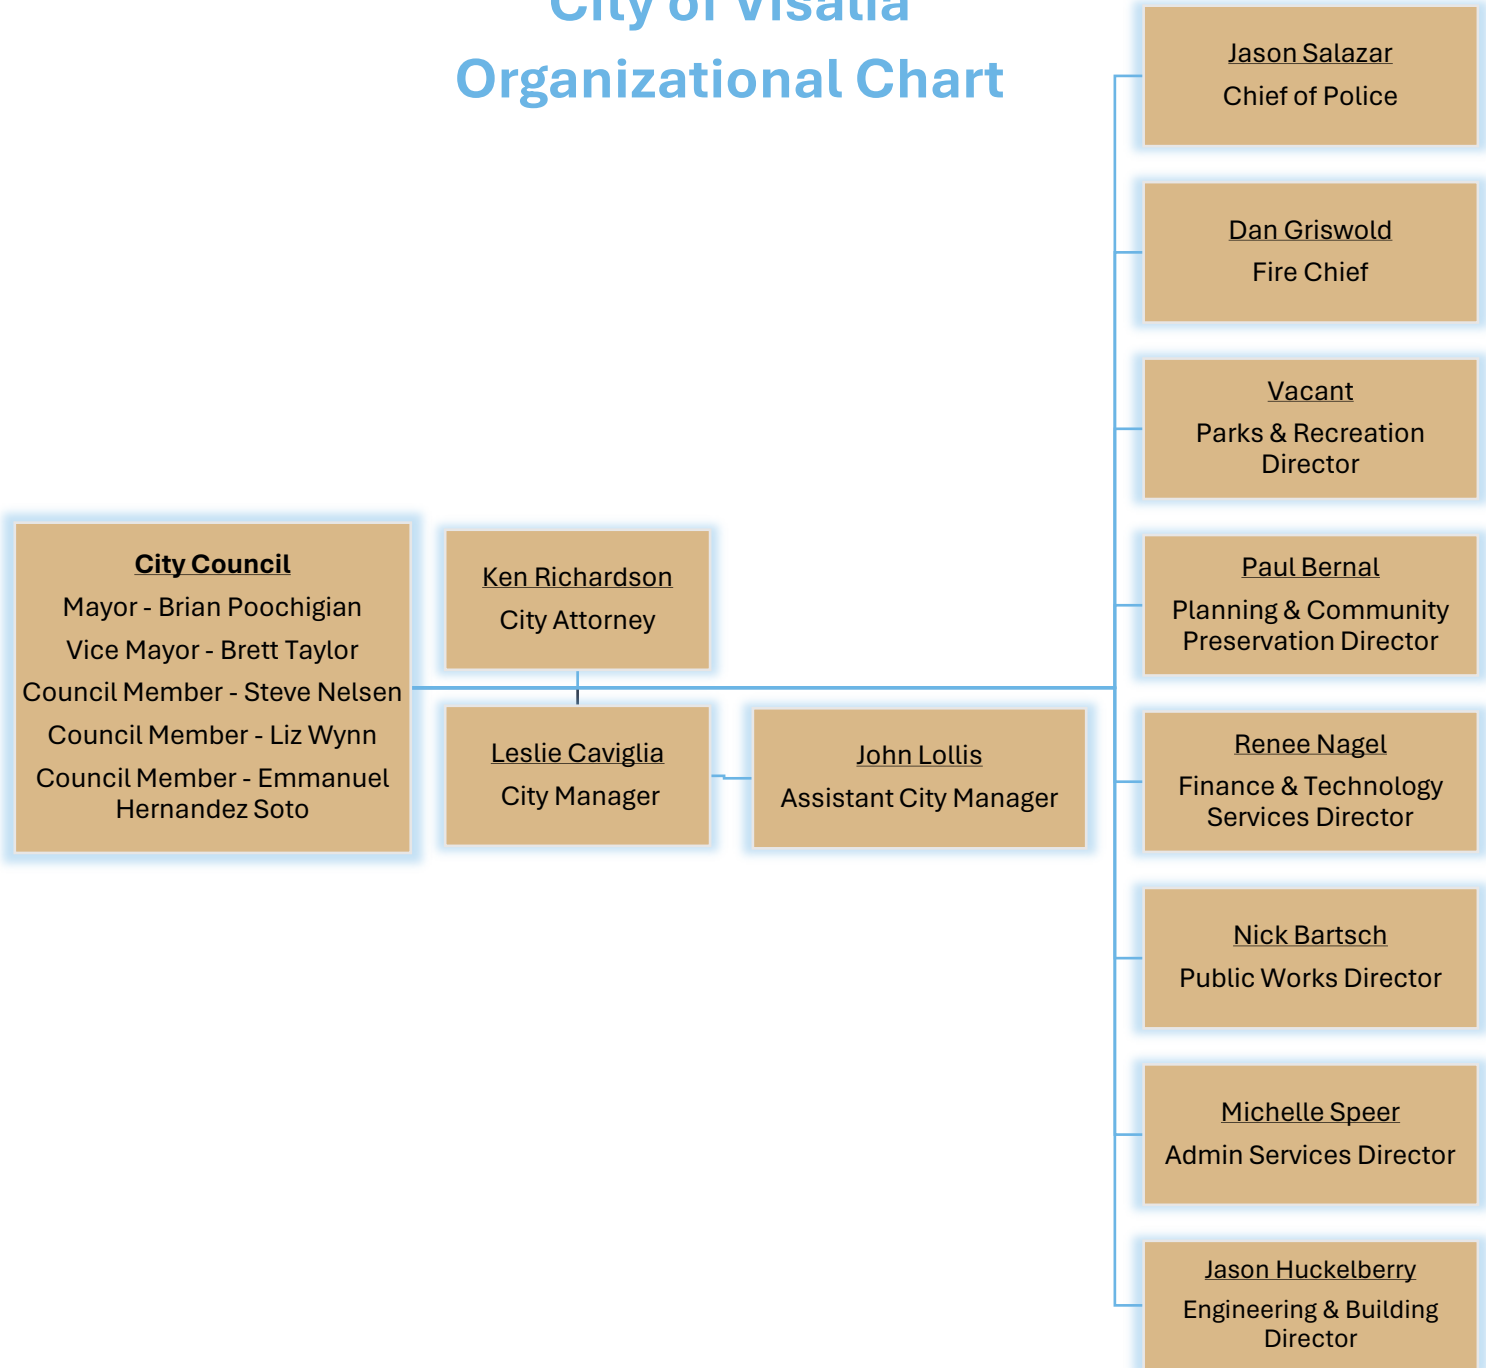 City of Visalia
Organizational Chart
City Council
Mayor - Brian Poochigian
Vice Mayor - Brett Taylor
Council Member - Steve Nelsen
Council Member - Liz Wynn
Council Member - Emmanuel
Hernandez Soto
Ken Richardson
City Attorney
Leslie Caviglia
City Manager
John Lollis
Assistant City Manager
Jason Salazar
Chief of Police
Dan Griswold
Fire Chief
Vacant
Parks & Recreation
Director
Paul Bernal
Planning & Community
Preservation Director
Renee Nagel
Finance & Technology
Services Director
Nick Bartsch
Public Works Director
Michelle Speer
Admin Services Director
Jason Huckelberry
Engineering & Building
Director